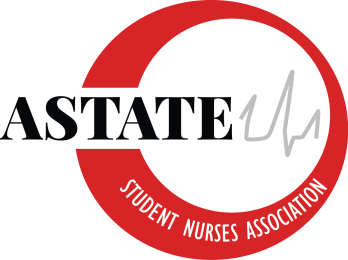 ASTATE
STUDENT NURSES ASSOCIATION